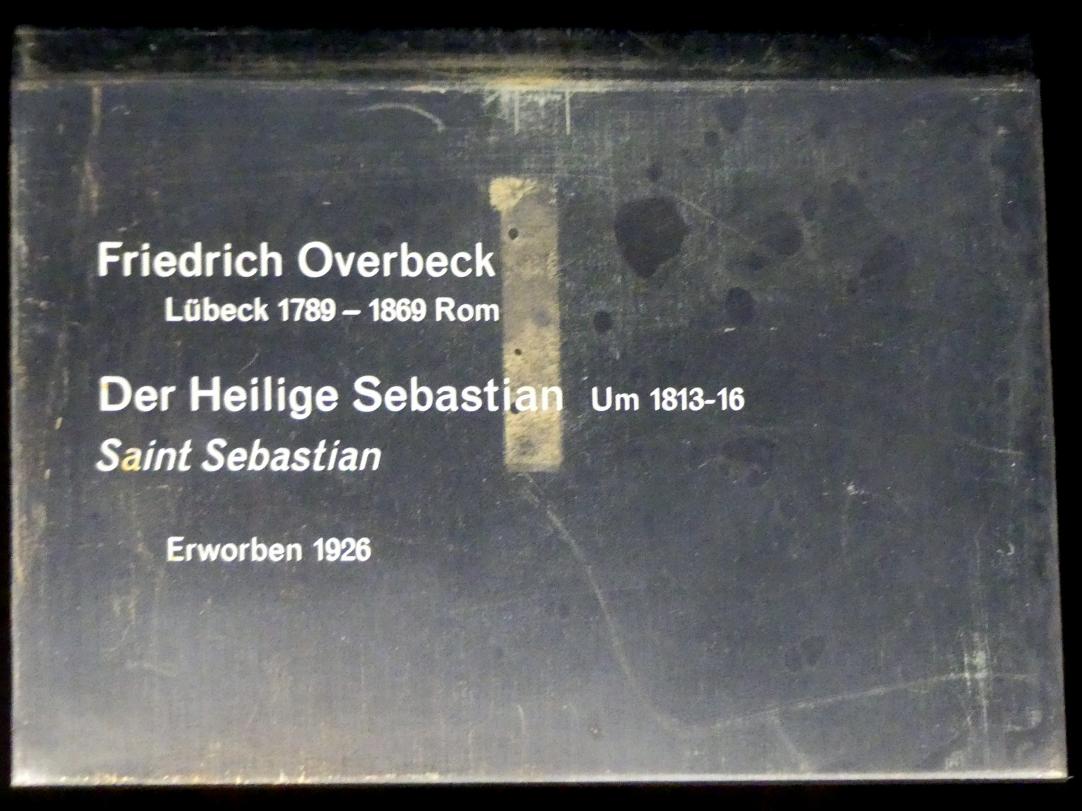 Friedrich Overbeck
Lübeck 1789 – 1869 Rom
Der Heilige Sebastian Um 1813-16
Saint Sebastian
Erworben 1926